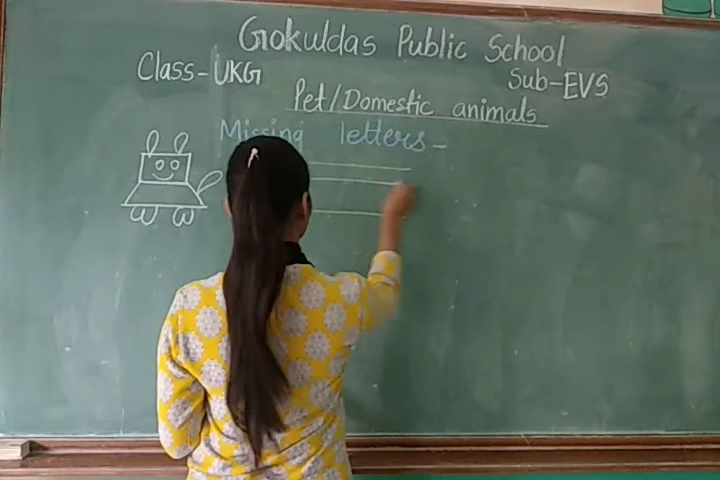 Gokuldas Public School
Class-UKG
Sub-EVS
Pet/Domestic animals
Missing letters-